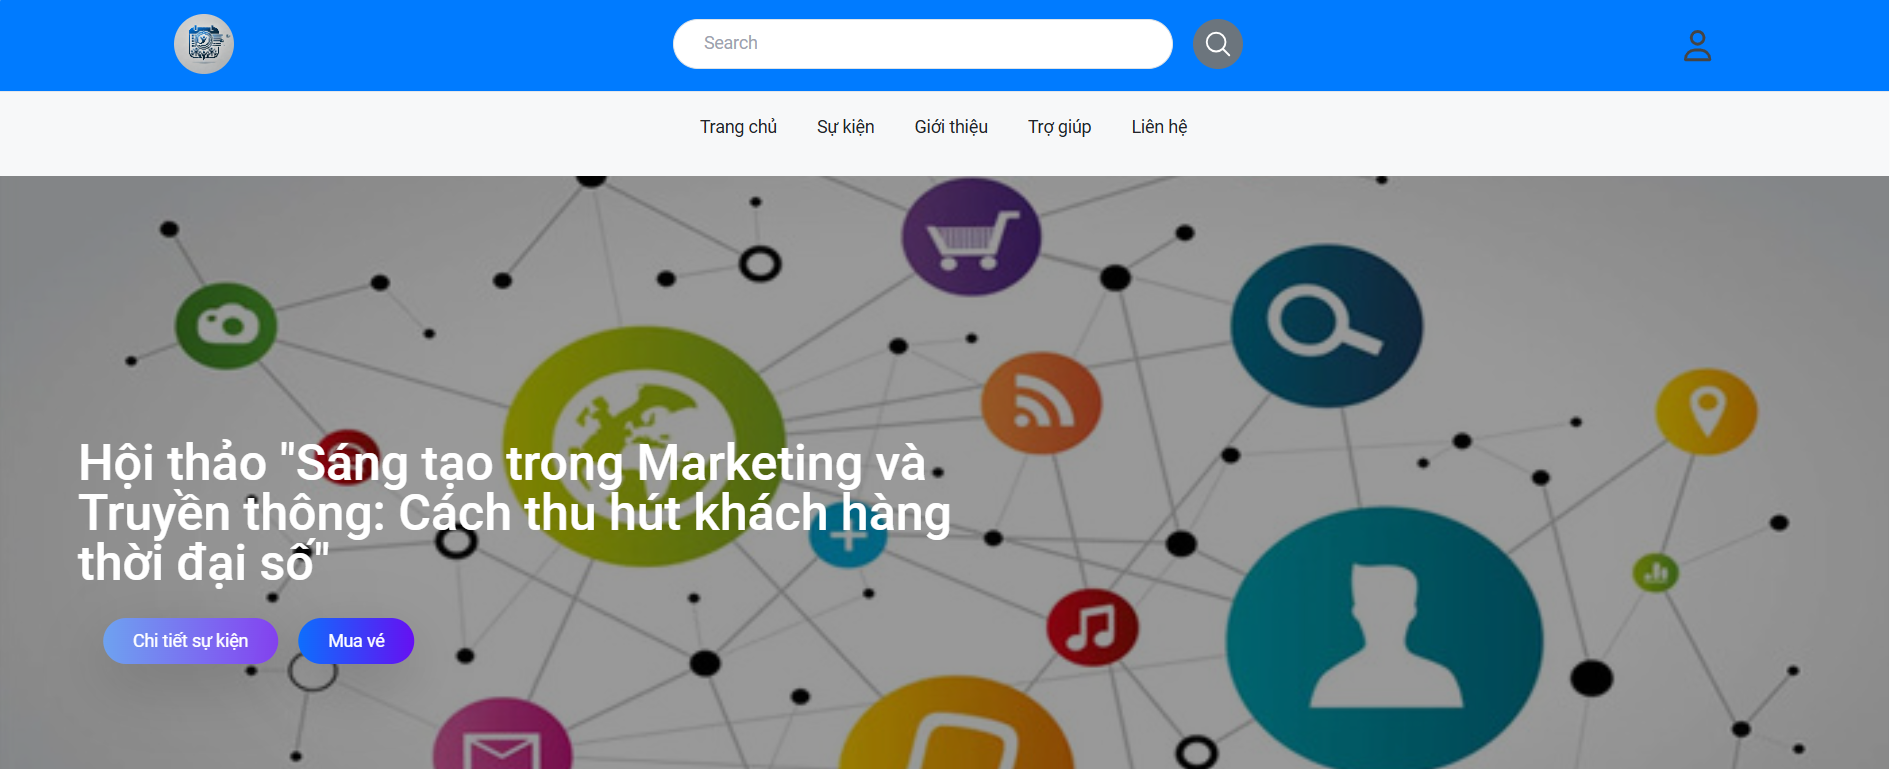 Search
Trang chủ
Sự kiện
Giới thiệu
Trợ giúp
Liên hệ
Hội thảo "Sáng tạo trong Marketing và
Truyền thông: Cách thu hút khách hàng
thời đại số"
Chi tiết sự kiện
Mua vé